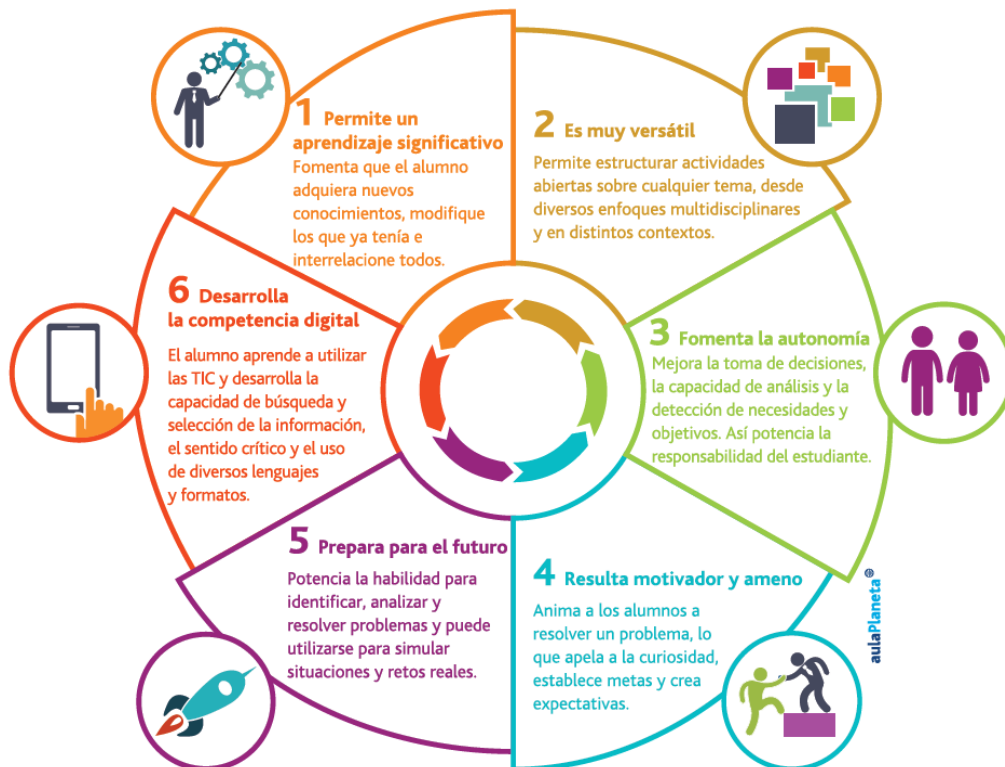 1 Permite un
aprendizaje significativo
Fomenta que el alumno
adquiera nuevos
conocimientos, modifique
los que ya tenía e
interrelacione todos.
2 Es muy versátil
Permite estructurar actividades
abiertas sobre cualquier tema, desde
diversos enfoques multidisciplinares
y en distintos contextos.
3 Fomenta la autonomía
Mejora la toma de decisiones,
la capacidad de análisis y la
detección de necesidades y
objetivos. Así potencia la
responsabilidad del estudiante.
4 Resulta motivador y ameno
Anima a los alumnos a
resolver un problema, lo
que apela a la curiosidad,
establece metas y crea
expectativas.
5 Prepara para el futuro
Potencia la habilidad para
identificar, analizar y
resolver problemas y puede
utilizarse para simular
situaciones y retos reales.
6 Desarrolla
la competencia digital
El alumno aprende a utilizar
las TIC y desarrolla la
capacidad de búsqueda y
selección de la información,
el sentido crítico y el uso
de diversos lenguajes
y formatos.
aulaPlaneta